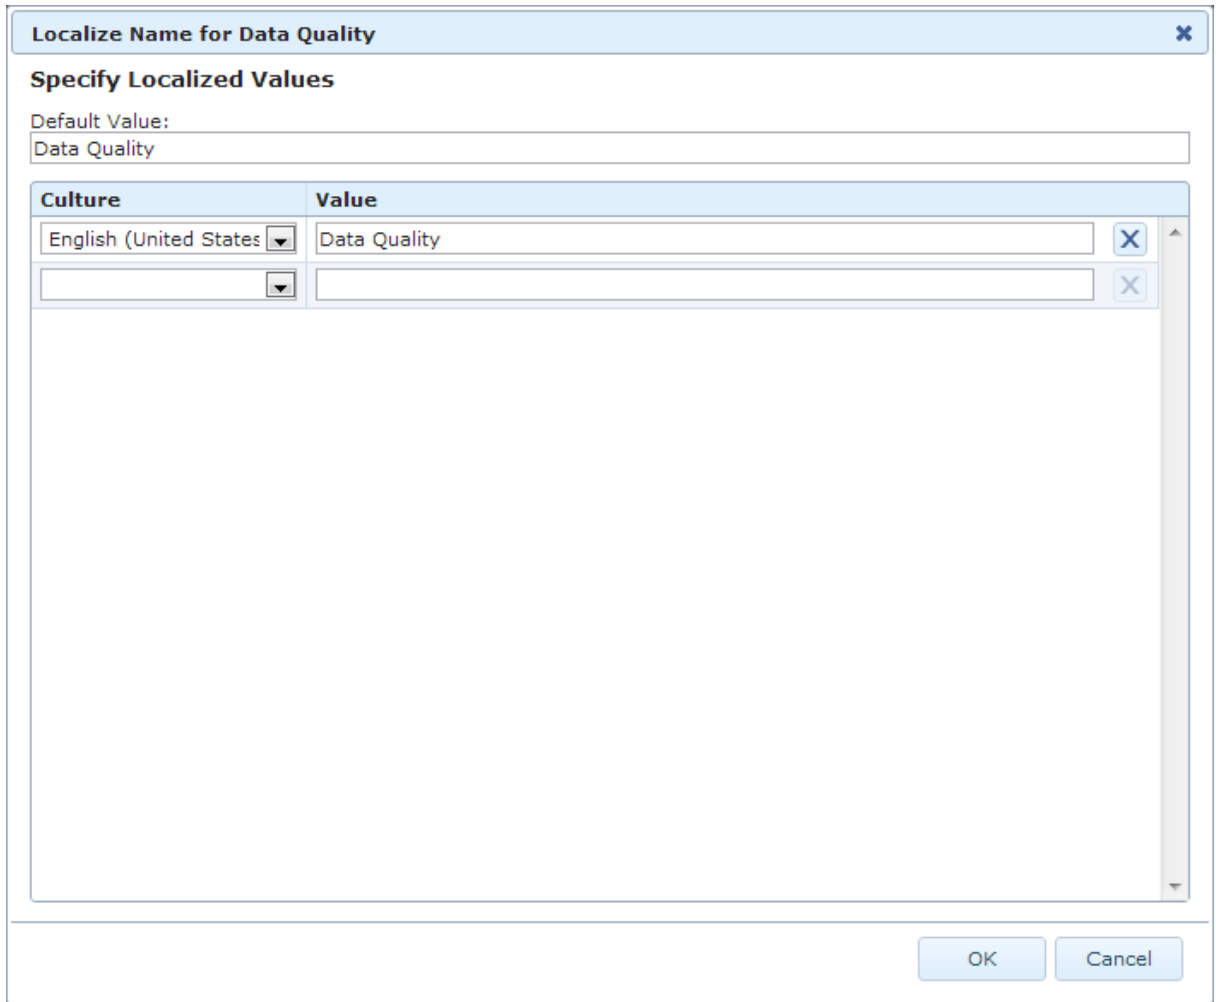 Localize Name for Data Quality
Specify Localized Values
Default Value:
Data Quality
Culture Value
English (United States Data Quality
OK Cancel